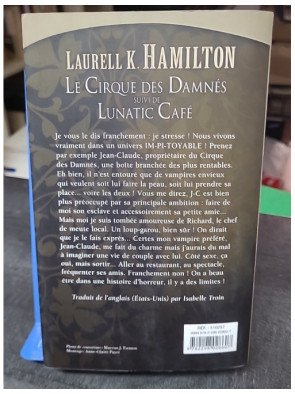 LAURELL K. HAMILTON
LE CIRQUE DES DAMNÉS
SUIVI DE
LUNATIC CAFÉ
Je vous le dis franchement : je stresse ! Nous vivons
vraiment dans un univers IM-PI-TOYABLE ! Prenez
par exemple Jean-Claude, propriétaire du Cirque
des Damnés, une boîte branchée des plus rentables.
Eh bien, il n'est entouré que de vampires envieux
qui veulent soit lui faire la peau, soit lui prendre sa
place... voire les deux ! Vous me direz, J-C est bien
plus préoccupé par sa principale ambition : faire de
moi son esclave et accessoirement sa petite amie...
Mais moi je suis tombée amoureuse de Richard, le chef
de meute local. Un loup-garou, bien sûr ! On dirait
que je le fais exprès... Certes mon vampire préféré,
Jean-Claude, me fait du charme mais j'aurais du mal
à imaginer une vie de couple avec lui. Côté sexe, ça
irait, mais sortir... Aller au restaurant, au spectacle,
fréquenter ses amis. Franchement non ! On a beau
être dans une histoire d'horreur, il y a des limites !
Traduit de l'anglais (États-Unis) par Isabelle Troin
Photo de couverture :
Montage : Anne-Claire Payet